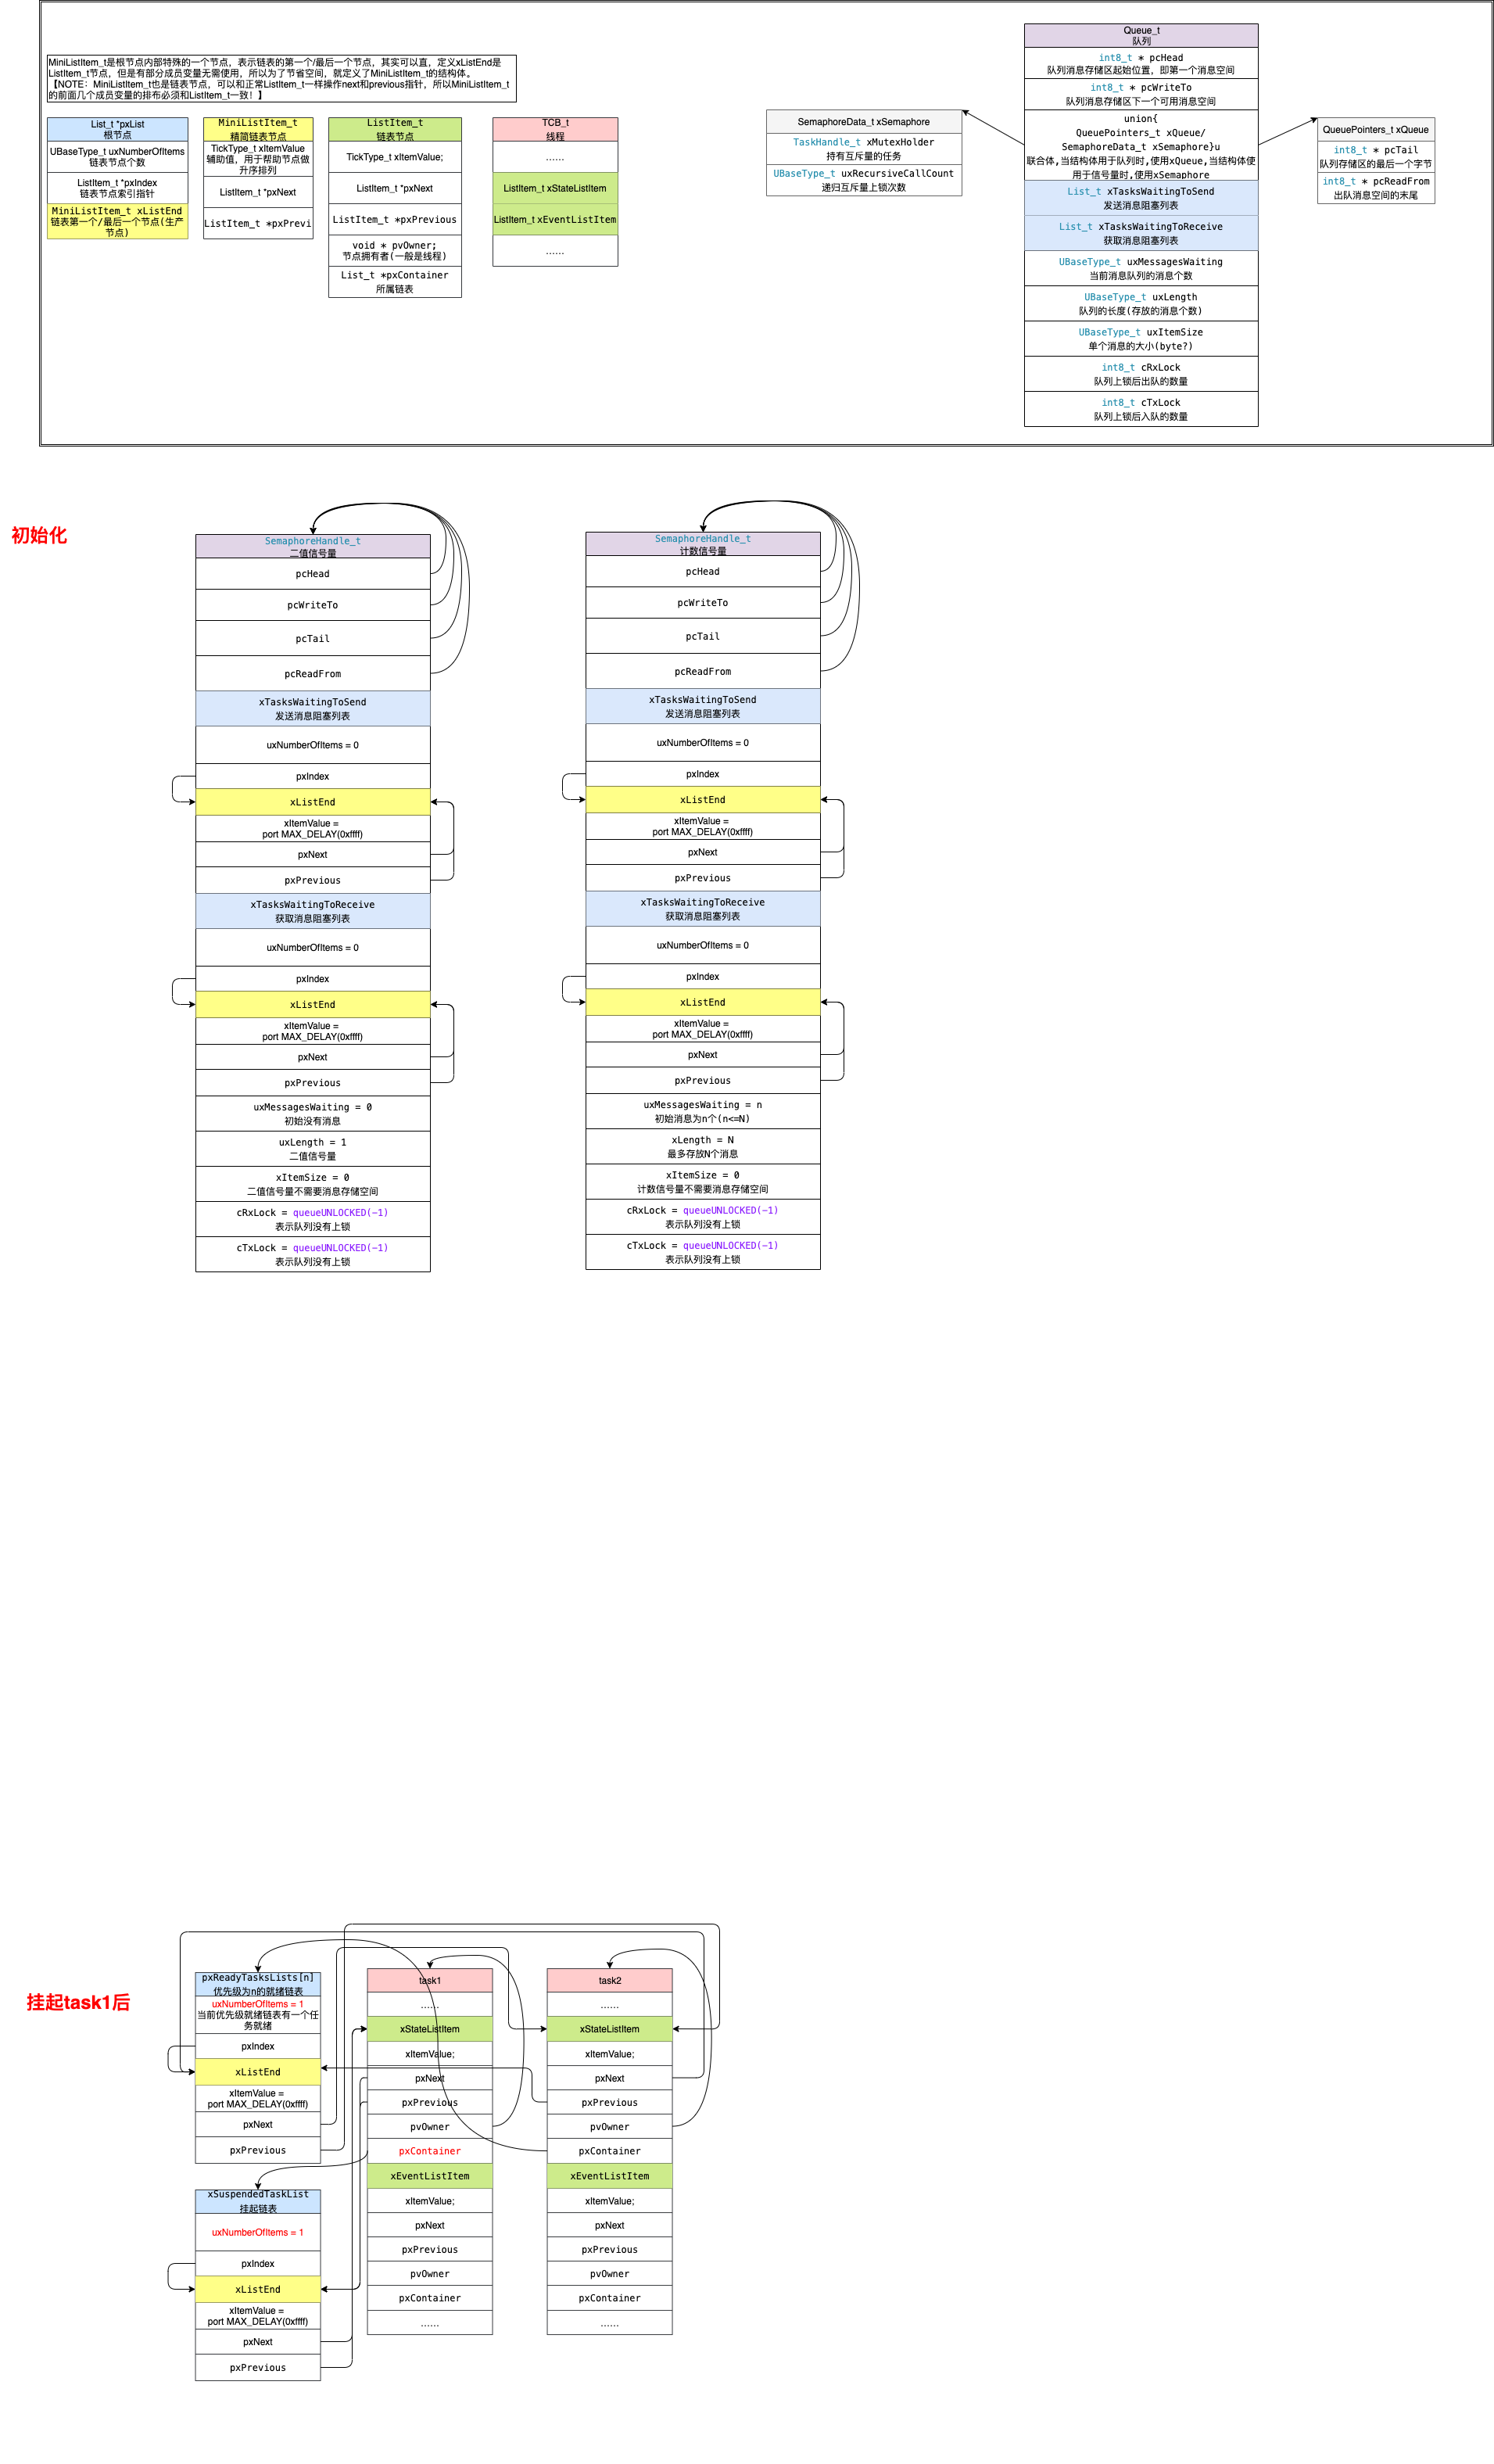 MiniListItem_t是根节点内部特殊的一个节点，表示链表的第一个/最后一个节点，其实可以直，定义xListEnd是
ListItem_t节点，但是有部分成员变量无需使用，所以为了节省空间，就定义了MiniListItem_t的结构体。
【NOTE：MiniListItem_t也是链表节点，可以和正常ListItem_t一样操作next和previous指针，所以MiniListItem_t
的前面几个成员变量的排布必须和ListItem_t一致！】
List_t *pxList
根节点
UBaseType_t uxNumberOfItems
链表节点个数
ListItem_t *pxIndex
链表节点索引指针
MiniListItem_t xListEnd
链表第一个/最后一个节点(生产
节点)
MiniListItem_t
精简链表节点
TickType_t xItemValue
辅助值，用于帮助节点做
升序排列
ListItem_t *pxNext
ListItem_t *pxPrevi
ListItem_t
链表节点
TickType_t xItemValue;
ListItem_t *pxNext
ListItem_t *pxPrevious
void * pvOwner;
节点拥有者(一般是线程)
List_t *pxContainer
所属链表
TCB_t
线程
......
ListItem_t xStateListItem
ListItem_t xEventListItem
......
SemaphoreData_t xSemaphore
TaskHandle_t xMutexHolder
持有互斥量的任务
UBaseType_t uxRecursiveCallCount
递归互斥量上锁次数
Queue_t
队列
int8_t * pcHead
队列消息存储区起始位置，即第一个消息空间
int8_t * pcWriteTo
队列消息存储区下一个可用消息空间
union{
QueuePointers_t xQueue/
SemaphoreData_t xSemaphore}u
联合体,当结构体用于队列时,使用xQueue,当结构体使
用于信号量时,使用xSemaphore
List_t xTasksWaitingToSend
发送消息阻塞列表
List_t xTasksWaitingToReceive
获取消息阻塞列表
UBaseType_t uxMessagesWaiting
当前消息队列的消息个数
UBaseType_t uxLength
队列的长度(存放的消息个数)
UBaseType_t uxItemSize
单个消息的大小(byte?)
int8_t cRxLock
队列上锁后出队的数量
int8_t cTxLock
队列上锁后入队的数量
QueuePointers_t xQueue
int8_t * pcTail
队列存储区的最后一个字节
int8_t * pcReadFrom
出队消息空间的末尾
初始化
SemaphoreHandle_t
二值信号量
pcHead
pcWriteTo
pcTail
pcReadFrom
xTasksWaitingToSend
发送消息阻塞列表
uxNumberOfItems = 0
pxIndex
xListEnd
xItemValue =
port MAX_DELAY(0xffff)
pxNext
pxPrevious
xTasksWaitingToReceive
获取消息阻塞列表
uxNumberOfItems = 0
pxIndex
xListEnd
xItemValue =
port MAX_DELAY(0xffff)
pxNext
pxPrevious
uxMessagesWaiting = 0
初始没有消息
uxLength = 1
二值信号量
xItemSize = 0
二值信号量不需要消息存储空间
cRxLock = queueUNLOCKED(-1)
表示队列没有上锁
cTxLock = queueUNLOCKED(-1)
表示队列没有上锁
SemaphoreHandle_t
计数信号量
pcHead
pcWriteTo
pcTail
pcReadFrom
xTasksWaitingToSend
发送消息阻塞列表
uxNumberOfItems = 0
pxIndex
xListEnd
xItemValue =
port MAX_DELAY(0xffff)
pxNext
pxPrevious
xTasksWaitingToReceive
获取消息阻塞列表
uxNumberOfItems = 0
pxIndex
xListEnd
xItemValue =
port MAX_DELAY(0xffff)
pxNext
pxPrevious
uxMessagesWaiting = n
初始消息为n个(n<=N)
xLength = N
最多存放N个消息
xItemSize = 0
计数信号量不需要消息存储空间
cRxLock = queueUNLOCKED(-1)
表示队列没有上锁
cTxLock = queueUNLOCKED(-1)
表示队列没有上锁
挂起task1后
pxReadyTasksLists[n]
优先级为n的就绪链表
uxNumberOfItems = 1
当前优先级就绪链表有一个任
务就绪
pxIndex
xListEnd
xItemValue =
port MAX_DELAY(0xffff)
pxNext
pxPrevious
xSuspendedTaskList
挂起链表
uxNumberOfItems = 1
pxIndex
xListEnd
xItemValue =
port MAX_DELAY(0xffff)
pxNext
pxPrevious
task1
......
xStateListItem
xItemValue;
pxNext
pxPrevious
pvOwner
pxContainer
xEventListItem
xItemValue;
pxNext
pxPrevious
pvOwner
pxContainer
......
task2
......
xStateListItem
xItemValue;
pxNext
pxPrevious
pvOwner
pxContainer
xEventListItem
xItemValue;
pxNext
pxPrevious
pvOwner
pxContainer
......